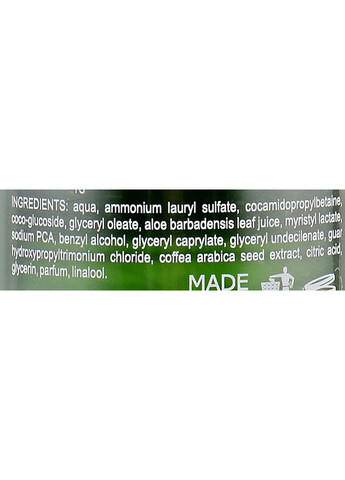 INGREDIENTS: aqua, ammonium lauryl sulfate, cocamidopropylbetaine,
coco-glucoside, glyceryl oleate, aloe barbadensis leaf juice, myristyl lactate,
sodium PCA, benzyl alcohol, glyceryl caprylate, glyceryl undecilenate, guar
hydroxypropyltrimonium chloride, coffea arabica seed extract, citric acid,
glycerin, parfum, linalool.
MADE